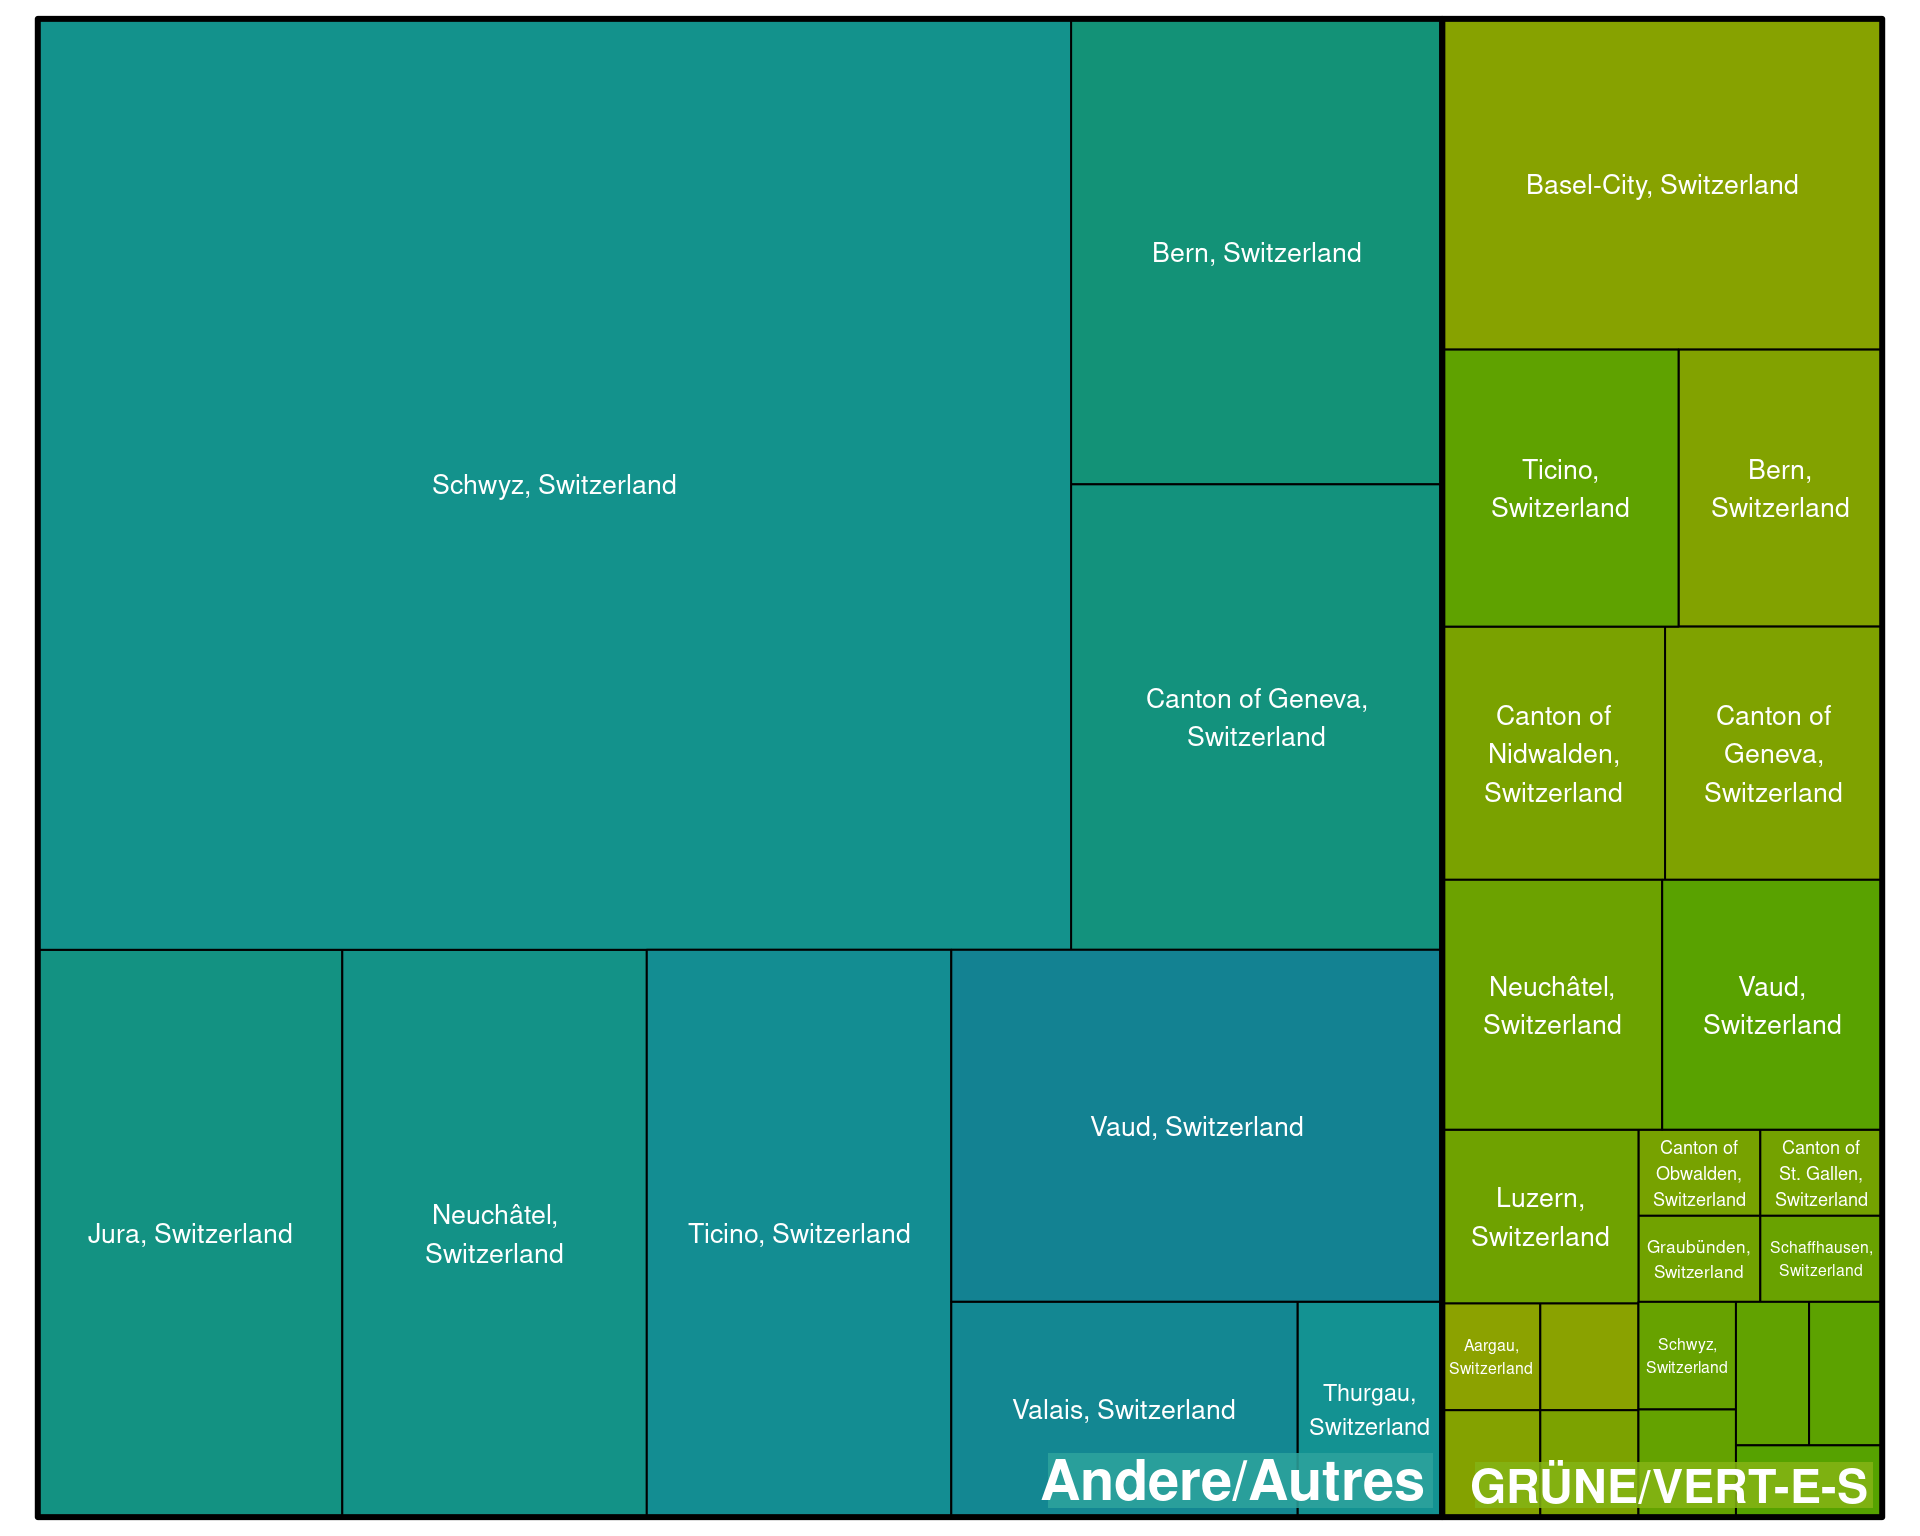 Schwyz, Switzerland
Bern, Switzerland
Canton of Geneva,
Switzerland
Jura, Switzerland
Neuchâtel,
Switzerland
Ticino, Switzerland
Vaud, Switzerland
Valais, Switzerland
Thurgau,
Switzerland
Andere/Autres
Basel-City, Switzerland
Ticino,
Switzerland
Bern,
Switzerland
Canton of
Nidwalden,
Switzerland
Canton of
Geneva,
Switzerland
Neuchâtel,
Switzerland
Vaud,
Switzerland
Luzern,
Switzerland
Canton of
Obwalden,
Switzerland
Canton of
St. Gallen,
Switzerland
Graubünden,
Switzerland
Schaffhausen,
Switzerland
Aargau,
Switzerland
Schwyz,
Switzerland
GRÜNE/VERT-E-S